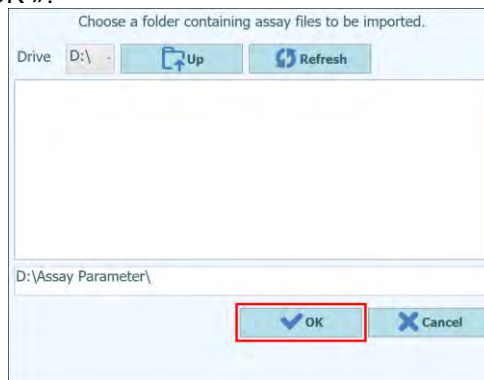 Choose a folder containing assay files to be imported.
Drive D:\ Up Refresh
D:\Assay Parameter\
OK Cancel